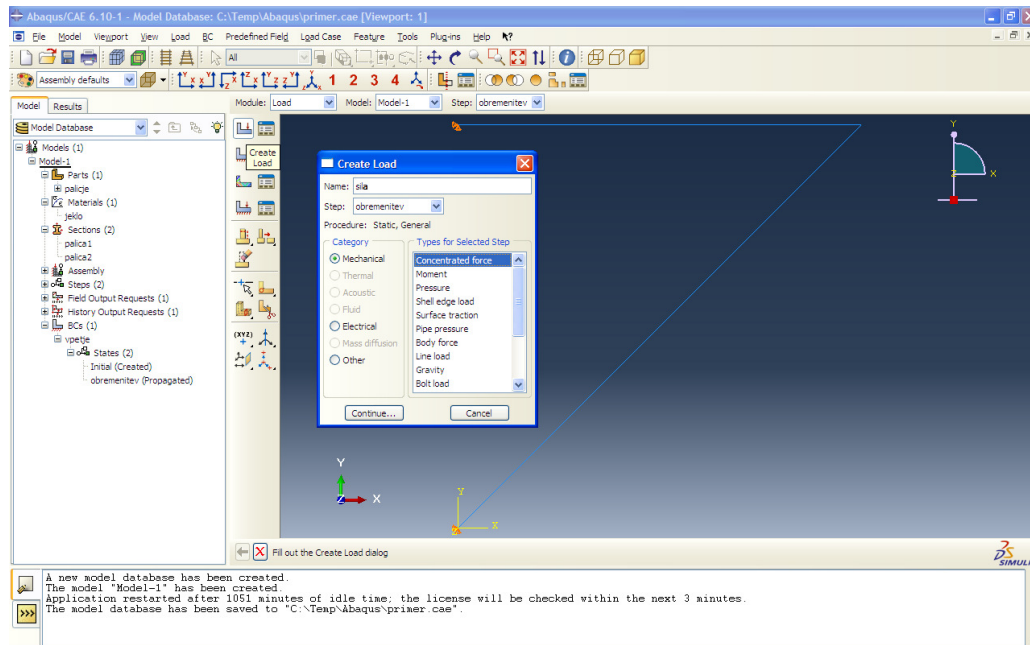 Abaqus/CAE 6.10-1 - Model Database: C:\Temp\Abaqus\primer.cae [Viewport: 1]
File Model Viewport View Load BC Predefined Field Load Case Feature Tools Plug-ins Help
All
Assembly defaults
1 2 3 4
Model Results
Module: Load Model: Model-1 Step: obremenitev
Model Database
Models (1)
Model-1
Parts (1)
palicje
Materials (1)
jeklo
Sections (2)
palica1
palica2
Assembly
Steps (2)
Field Output Requests (1)
History Output Requests (1)
BCs (1)
vpetje
States (2)
Initial (Created)
obremenitev (Propagated)
Create
Load
(XYZ)
Create Load
Name: sila
Step: obremenitev
Procedure: Static, General
Category
Mechanical
Thermal
Acoustic
Fluid
Electrical
Mass diffusion
Other
Types for Selected Step
Concentrated force
Moment
Pressure
Shell edge load
Surface traction
Pipe pressure
Body force
Line load
Gravity
Bolt load
Continue... Cancel
Y
Z X
Y
Z X
Y
X
Fill out the Create Load dialog
A new model database has been created.
The model "Model-1" has been created.
Application restarted after 1051 minutes of idle time; the license will be checked within the next 3 minutes.
The model database has been saved to "C:\Temp\Abaqus\primer.cae".